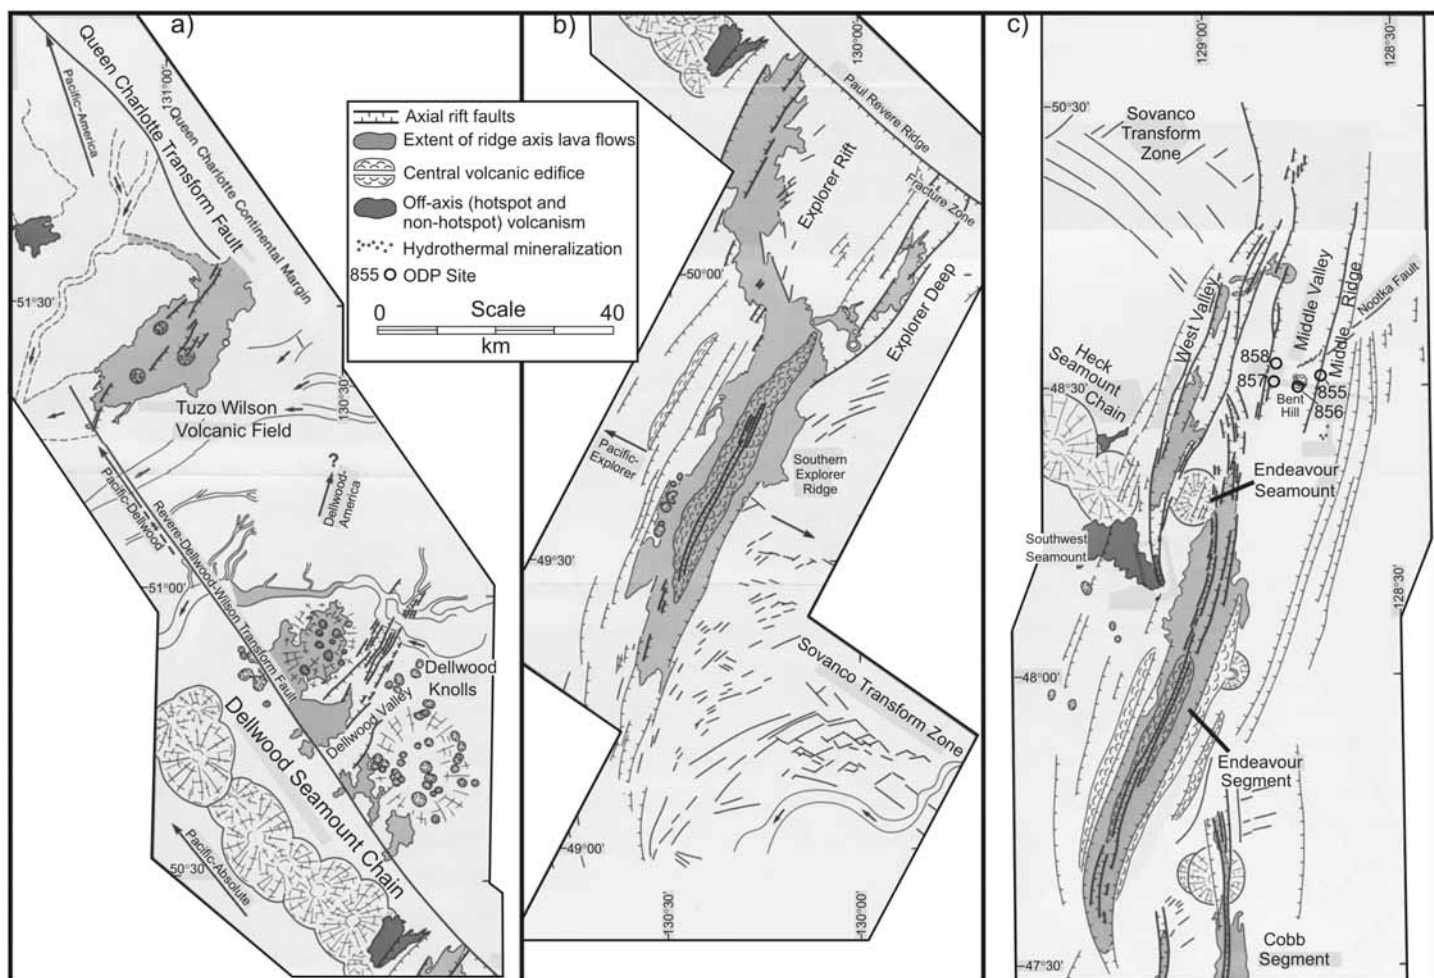 a)
Queen Charlotte Transform Fault
131°00'
Queen Charlotte Continental Margin
Pacific-America
51°30'
130°30'
Tuzo Wilson
Volcanic Field
Pacific-Dellwood
Revere-Dellwood-Wilson Transform Fault
?
Dellwood-
America
51°00'
Dellwood
Knolls
Dellwood Valley
Dellwood Seamount Chain
Pacific-Absolute
50°30'
Axial rift faults
Extent of ridge axis lava flows
Central volcanic edifice
Off-axis (hotspot and
non-hotspot) volcanism
Hydrothermal mineralization
855 ODP Site
Scale
0 40
km
b)
130°00'
Paul Revere Ridge
Fracture Zone
Explorer Rift
50°00'
Explorer Deep
Pacific-
Explorer
Southern
Explorer
Ridge
49°30'
Sovanco Transform Zone
49°00'
130°30'
130°00'
c)
129°00'
128°30'
50°30'
Sovanco
Transform
Zone
West Valley
Middle Valley
Middle Ridge
Nootka Fault
Heck
Seamount
Chain
48°30'
858
857
Bent
Hill
855
856
Endeavour
Seamount
Southwest
Seamount
128°30'
48°00'
Endeavour
Segment
Cobb
Segment
47°30'